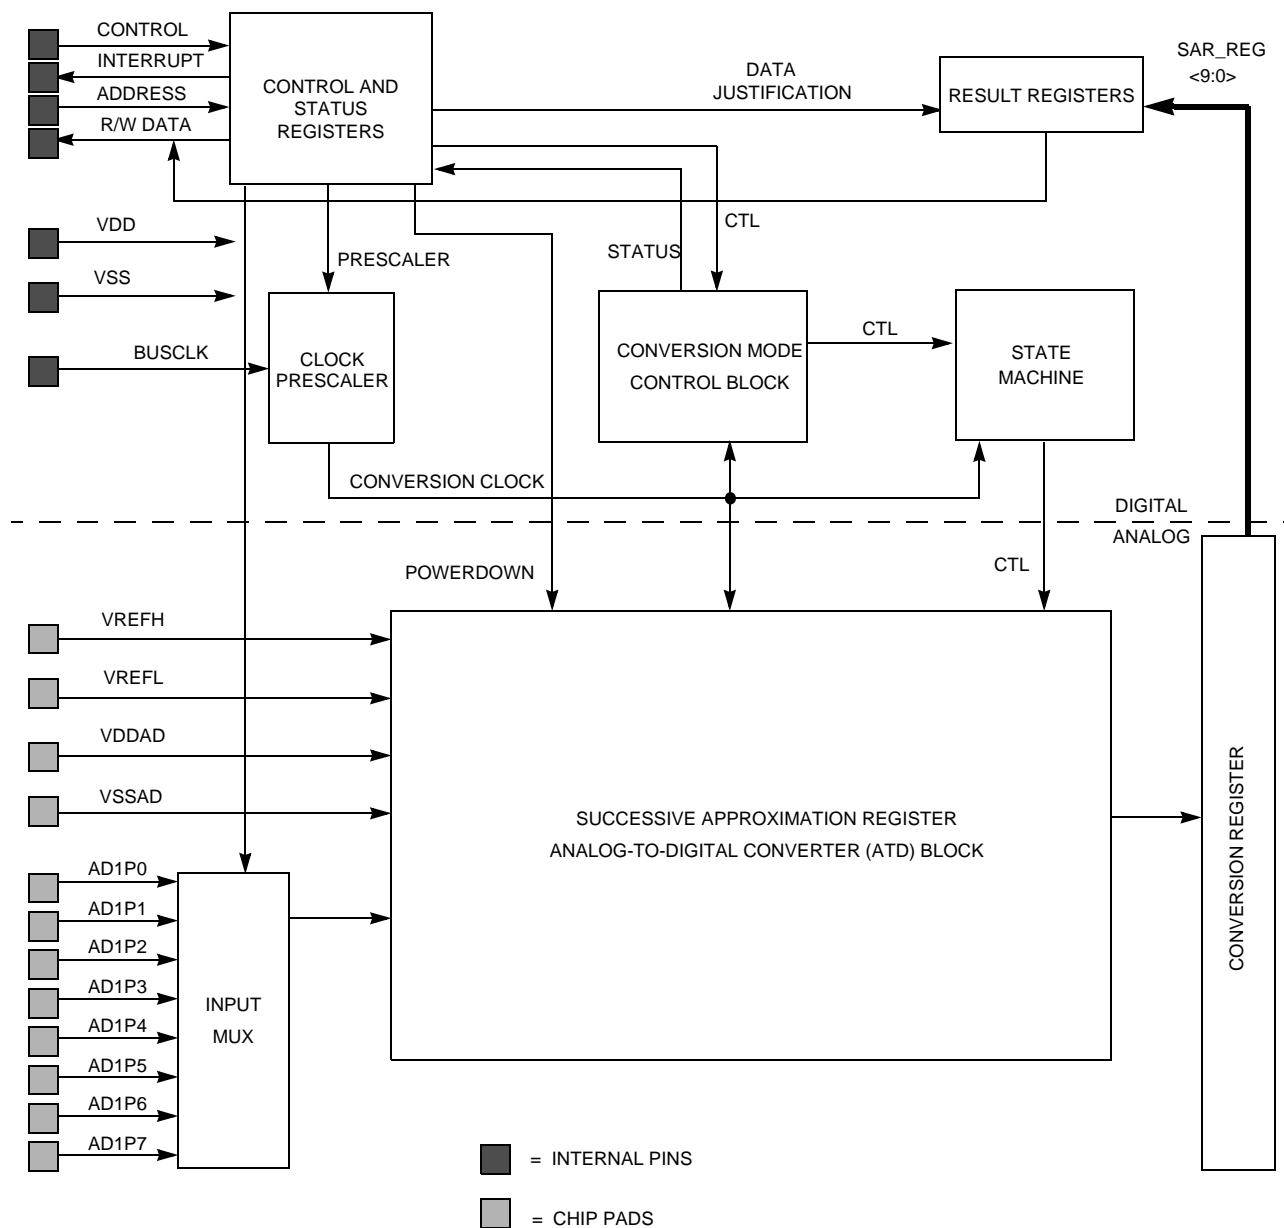 CONTROL
INTERRUPT
ADDRESS
R/W DATA
CONTROL AND
STATUS
REGISTERS
DATA
JUSTIFICATION
RESULT REGISTERS
SAR_REG
<9:0>
VDD
VSS
BUSCLK
PRESCALER
CLOCK
PRESCALER
STATUS
CTL
CONVERSION MODE
CONTROL BLOCK
CTL
STATE
MACHINE
CONVERSION CLOCK
DIGITAL
ANALOG
POWERDOWN
CTL
VREFH
VREFL
VDDAD
VSSAD
SUCCESSIVE APPROXIMATION REGISTER
ANALOG-TO-DIGITAL CONVERTER (ATD) BLOCK
CONVERSION REGISTER
AD1P0
AD1P1
AD1P2
AD1P3
AD1P4
AD1P5
AD1P6
AD1P7
INPUT
MUX
= INTERNAL PINS
= CHIP PADS